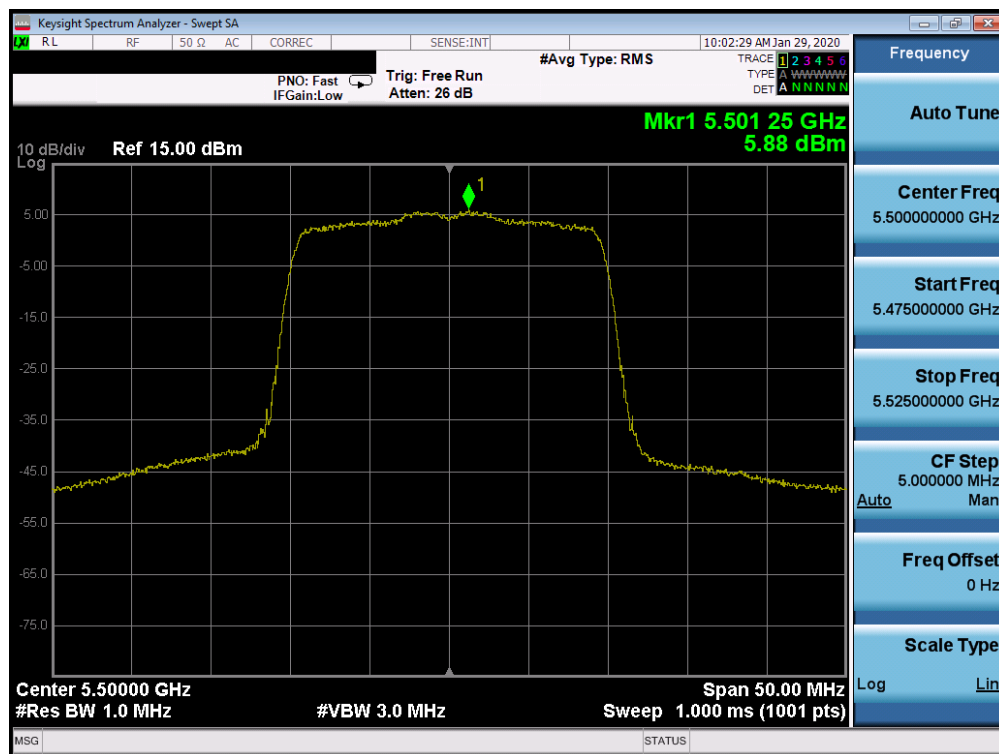 Keysight Spectrum Analyzer - Swept SA
LXI RL RF 50 Ω AC CORREC SENSE:INT 10:02:29 AM Jan 29, 2020
#Avg Type: RMS
TRACE 1 2 3 4 5 6
PNO: Fast Trig: Free Run
TYPE A WWWWW
IFGain:Low Atten: 26 dB
DET A N N N N N
Mkr1 5.501 25 GHz
5.88 dBm
10 dB/div Ref 15.00 dBm
Log
1
5.00
-5.00
-15.0
-25.0
-35.0
-45.0
-55.0
-65.0
-75.0
Center 5.50000 GHz Span 50.00 MHz
#Res BW 1.0 MHz #VBW 3.0 MHz Sweep 1.000 ms (1001 pts)
MSG STATUS
Frequency
Auto Tune
Center Freq
5.500000000 GHz
Start Freq
5.475000000 GHz
Stop Freq
5.525000000 GHz
CF Step
5.000000 MHz
Auto Man
Freq Offset
0 Hz
Scale Type
Log Lin